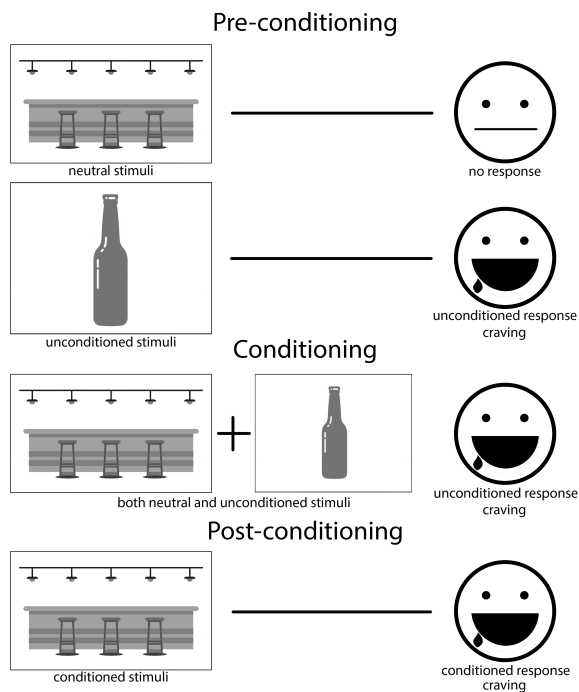 Pre-conditioning
neutral stimuli
no response
unconditioned stimuli
unconditioned response
craving
Conditioning
both neutral and unconditioned stimuli
unconditioned response
craving
Post-conditioning
conditioned stimuli
conditioned response
craving